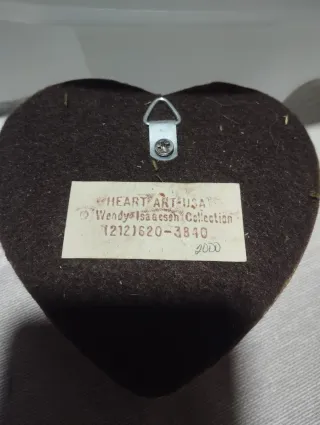 HEART ART-USA
© Wendy Isaacson Collection
(212)620-3840
2000